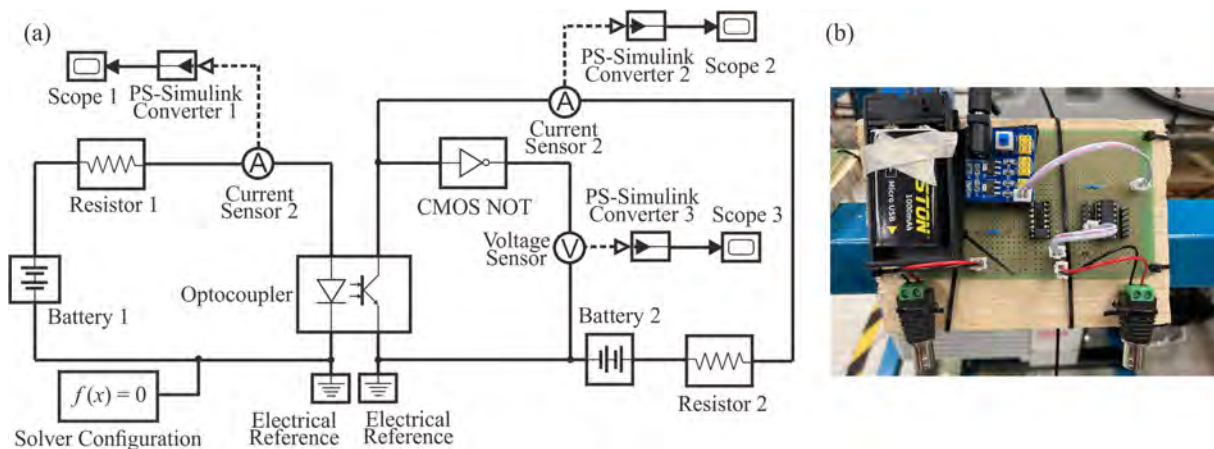 (a)
Scope 1
PS-Simulink
Converter 1
Resistor 1
A
Current
Sensor 2
Battery 1
f(x) = 0
Solver Configuration
Optocoupler
Electrical
Reference
Electrical
Reference
PS-Simulink
Converter 2
Scope 2
A
Current
Sensor 2
CMOS NOT
Voltage
Sensor
V
PS-Simulink
Converter 3
Scope 3
Battery 2
Resistor 2
(b)
STON
1000mAh
Micro USB